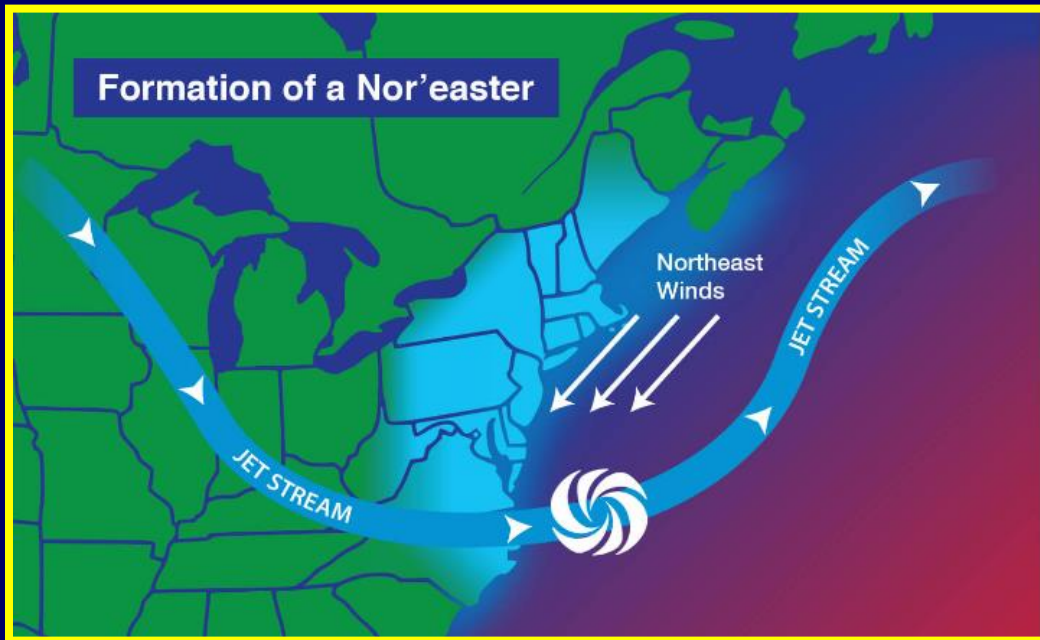 Formation of a Nor'easter
Northeast
Winds
JET STREAM
JET STREAM